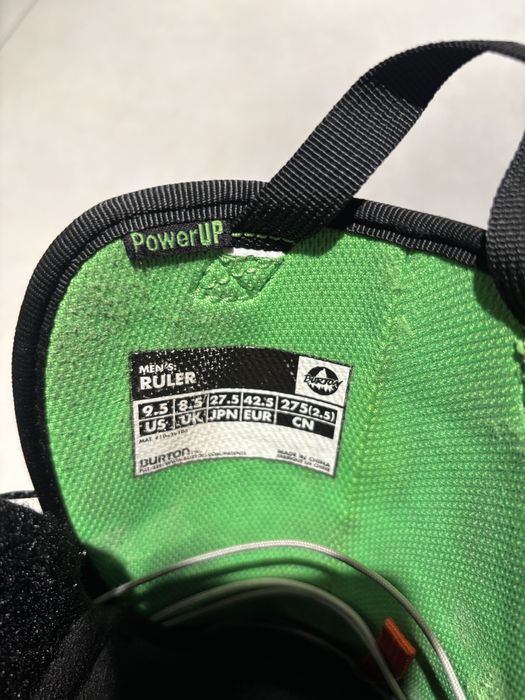 PowerUP
MEN'S:
RULER
BURTON
9.5 8.5 27.5 42.5 275(2.5)
US UK JPN EUR CN
BURTON
MADE IN CHINA